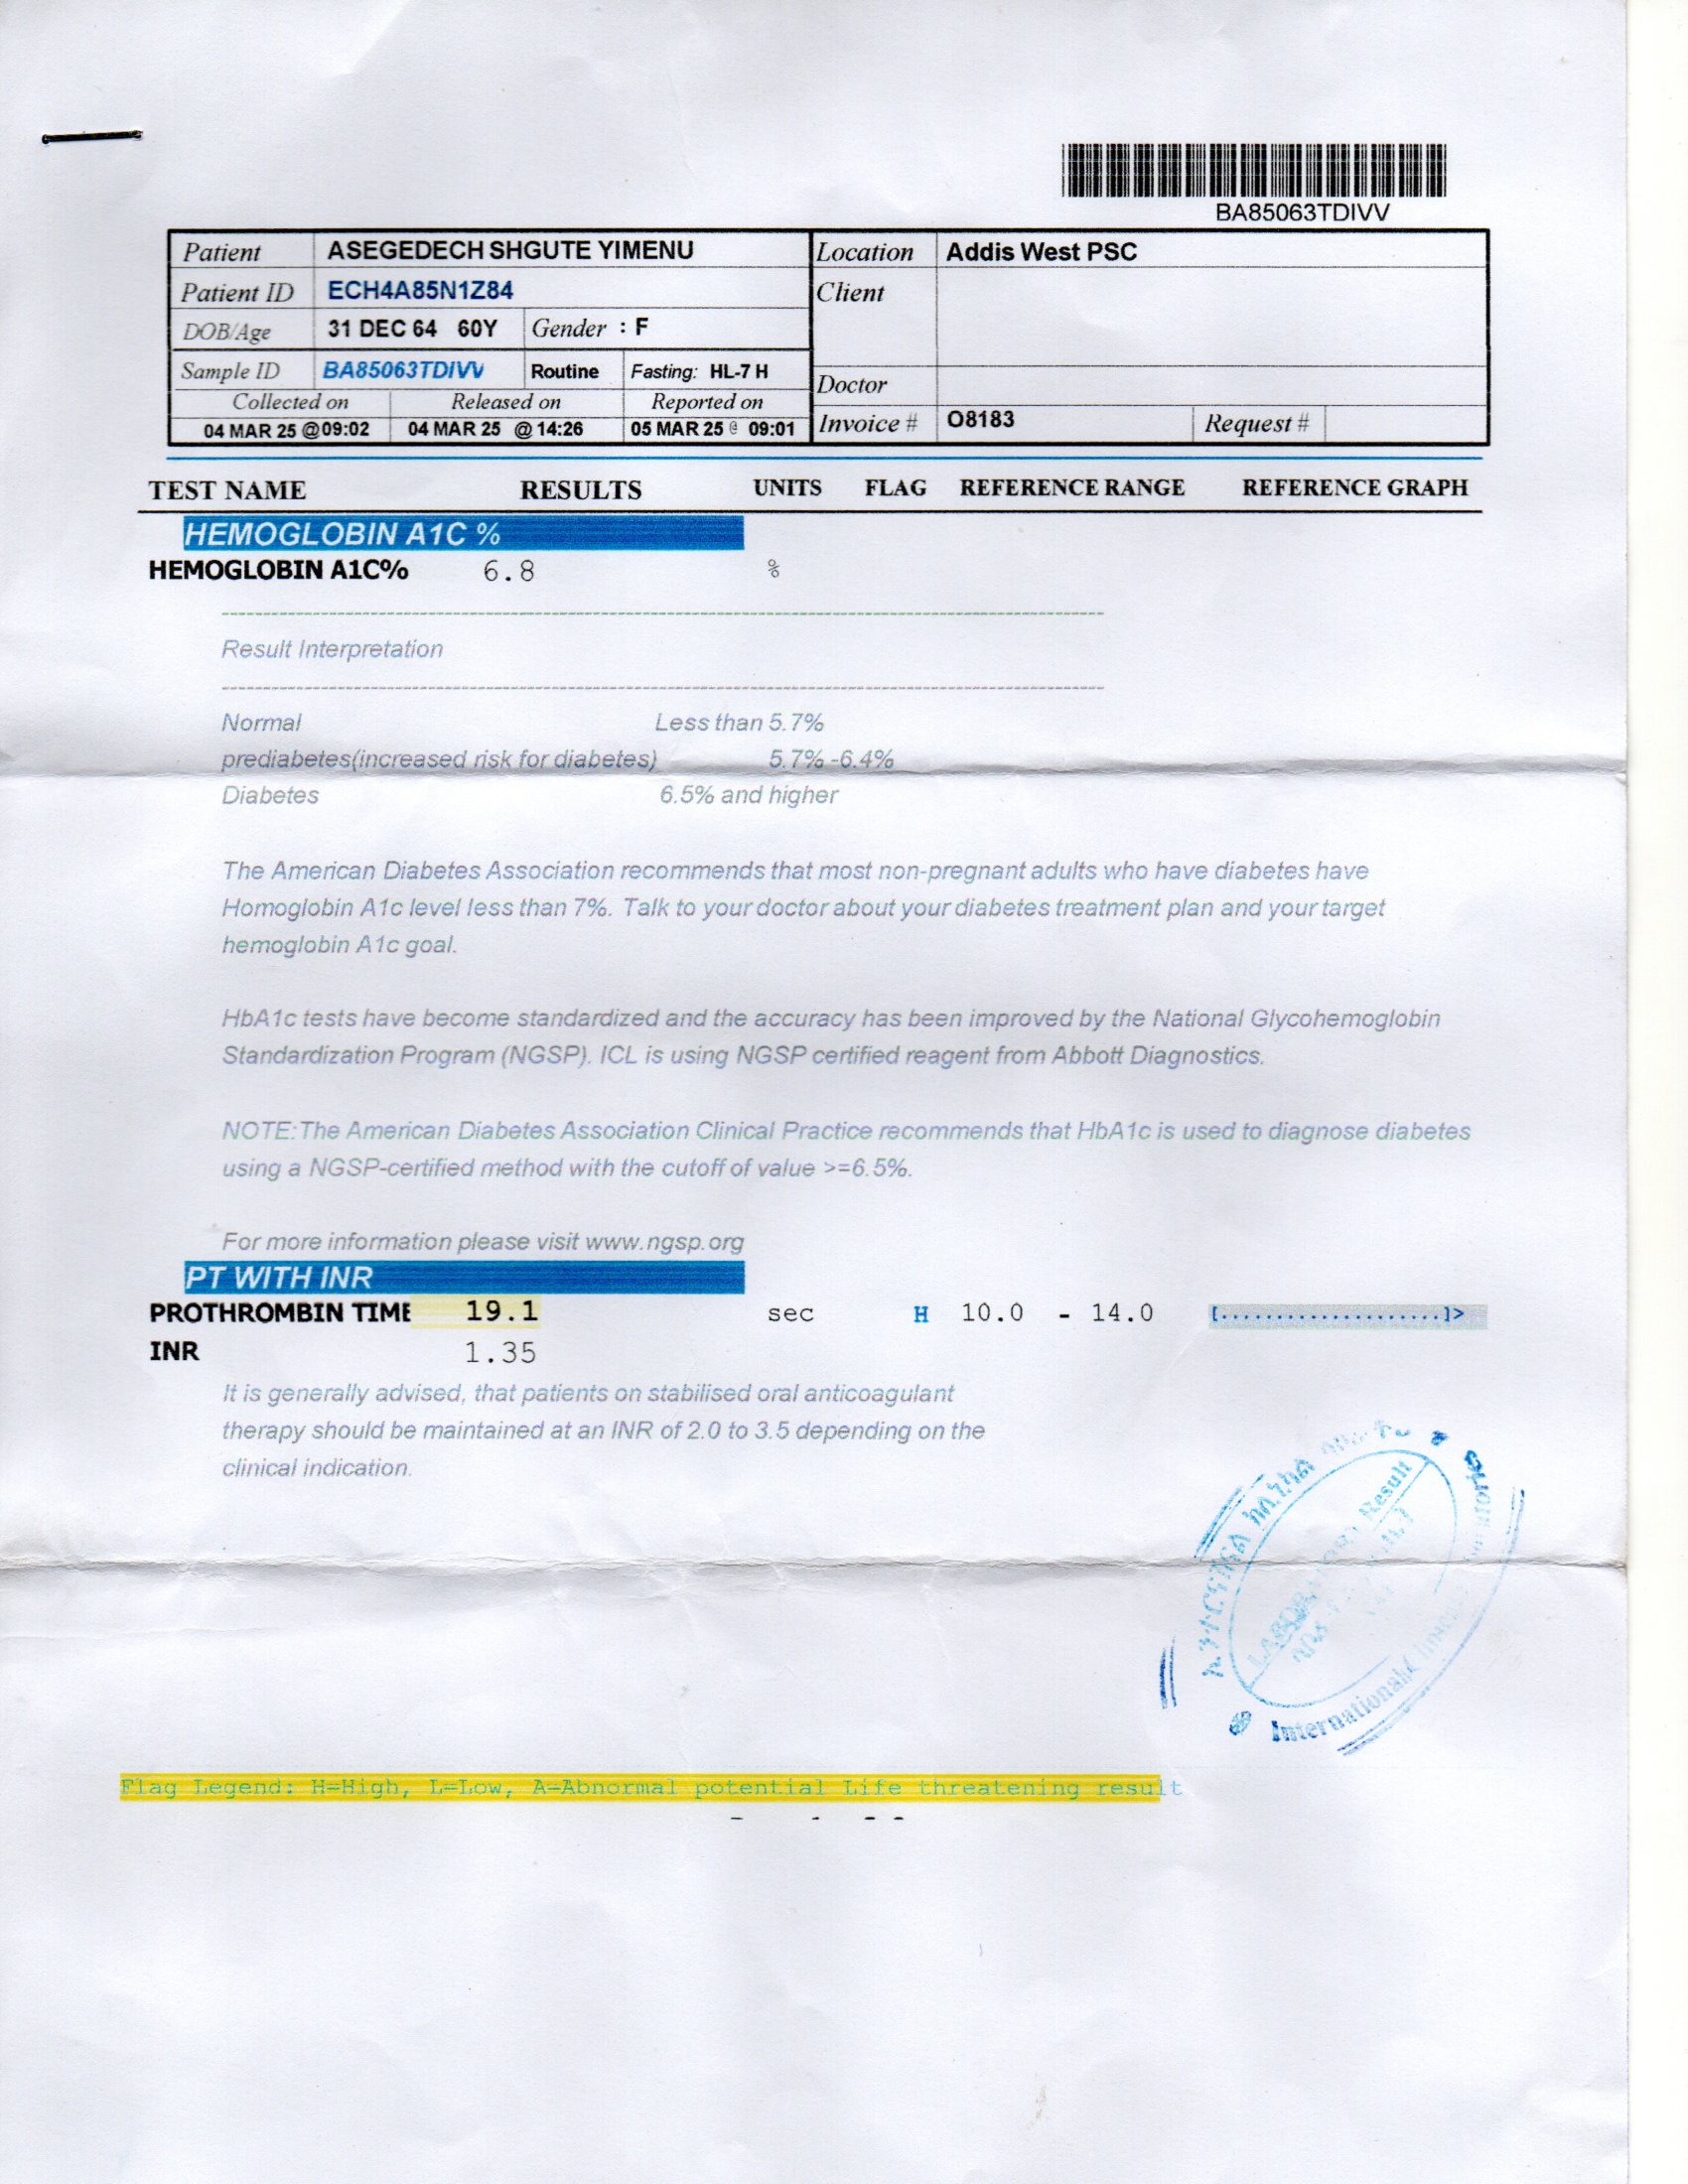 BA85063TDIVV
Patient ASEGEDECH SHGUTE YIMENU Location Addis West PSC
Patient ID ECH4A85N1Z84 Client
DOB/Age 31 DEC 64 60Y Gender : F
Sample ID BA85063TDIVV Routine Fasting: HL-7 H Doctor
Collected on Released on Reported on
04 MAR 25 @09:02 04 MAR 25 @ 14:26 05 MAR 25 @ 09:01 Invoice # O8183 Request #
TEST NAME RESULTS UNITS FLAG REFERENCE RANGE REFERENCE GRAPH
HEMOGLOBIN A1C %
HEMOGLOBIN A1C% 6.8 %
Result Interpretation
Normal Less than 5.7%
prediabetes(increased risk for diabetes) 5.7% -6.4%
Diabetes 6.5% and higher
The American Diabetes Association recommends that most non-pregnant adults who have diabetes have
Homoglobin A1c level less than 7%. Talk to your doctor about your diabetes treatment plan and your target
hemoglobin A1c goal.
HbA1c tests have become standardized and the accuracy has been improved by the National Glycohemoglobin
Standardization Program (NGSP). ICL is using NGSP certified reagent from Abbott Diagnostics.
NOTE:The American Diabetes Association Clinical Practice recommends that HbA1c is used to diagnose diabetes
using a NGSP-certified method with the cutoff of value >=6.5%.
For more information please visit www.ngsp.org
PT WITH INR
PROTHROMBIN TIME 19.1 sec H 10.0 - 14.0 [.....................]>
INR 1.35
It is generally advised, that patients on stabilised oral anticoagulant
therapy should be maintained at an INR of 2.0 to 3.5 depending on the
clinical indication.
Result
International
Flag Legend: H=High, L=Low, A=Abnormal potential Life threatening result